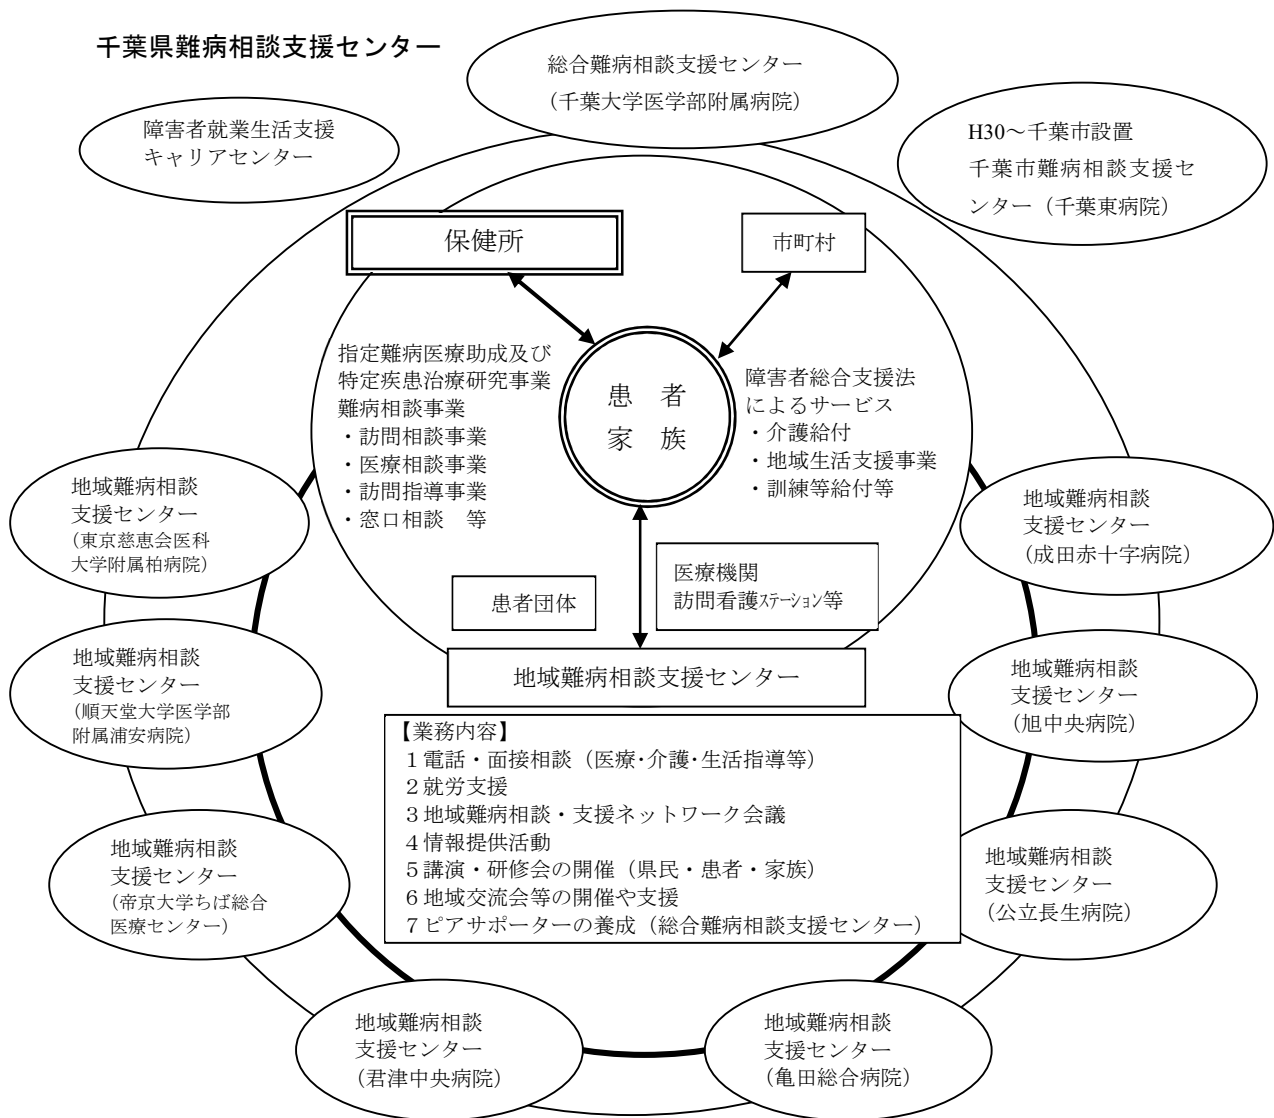 千葉県難病相談支援センター
総合難病相談支援センター
（千葉大学医学部附属病院）
障害者就業生活支援
キャリアセンター
H30～千葉市設置
千葉市難病相談支援セ
ンター（千葉東病院）
保健所
市町村
患　者
家　族
指定難病医療助成及び
特定疾患治療研究事業
難病相談事業
・訪問相談事業
・医療相談事業
・訪問指導事業
・窓口相談　等
障害者総合支援法
によるサービス
・介護給付
・地域生活支援事業
・訓練等給付等
患者団体
医療機関
訪問看護ｽﾃｰｼｮﾝ等
地域難病相談支援センター
【業務内容】
１電話・面接相談（医療･介護･生活指導等）
２就労支援
３地域難病相談・支援ネットワーク会議
４情報提供活動
５講演・研修会の開催（県民・患者・家族）
６地域交流会等の開催や支援
７ピアサポーターの養成（総合難病相談支援センター）
地域難病相談
支援センター
（東京慈恵会医科
大学附属柏病院）
地域難病相談
支援センター
（順天堂大学医学部
附属浦安病院）
地域難病相談
支援センター
（帝京大学ちば総合
医療センター）
地域難病相談
支援センター
（君津中央病院）
地域難病相談
支援センター
（亀田総合病院）
地域難病相談
支援センター
（公立長生病院）
地域難病相談
支援センター
（旭中央病院）
地域難病相談
支援センター
（成田赤十字病院）